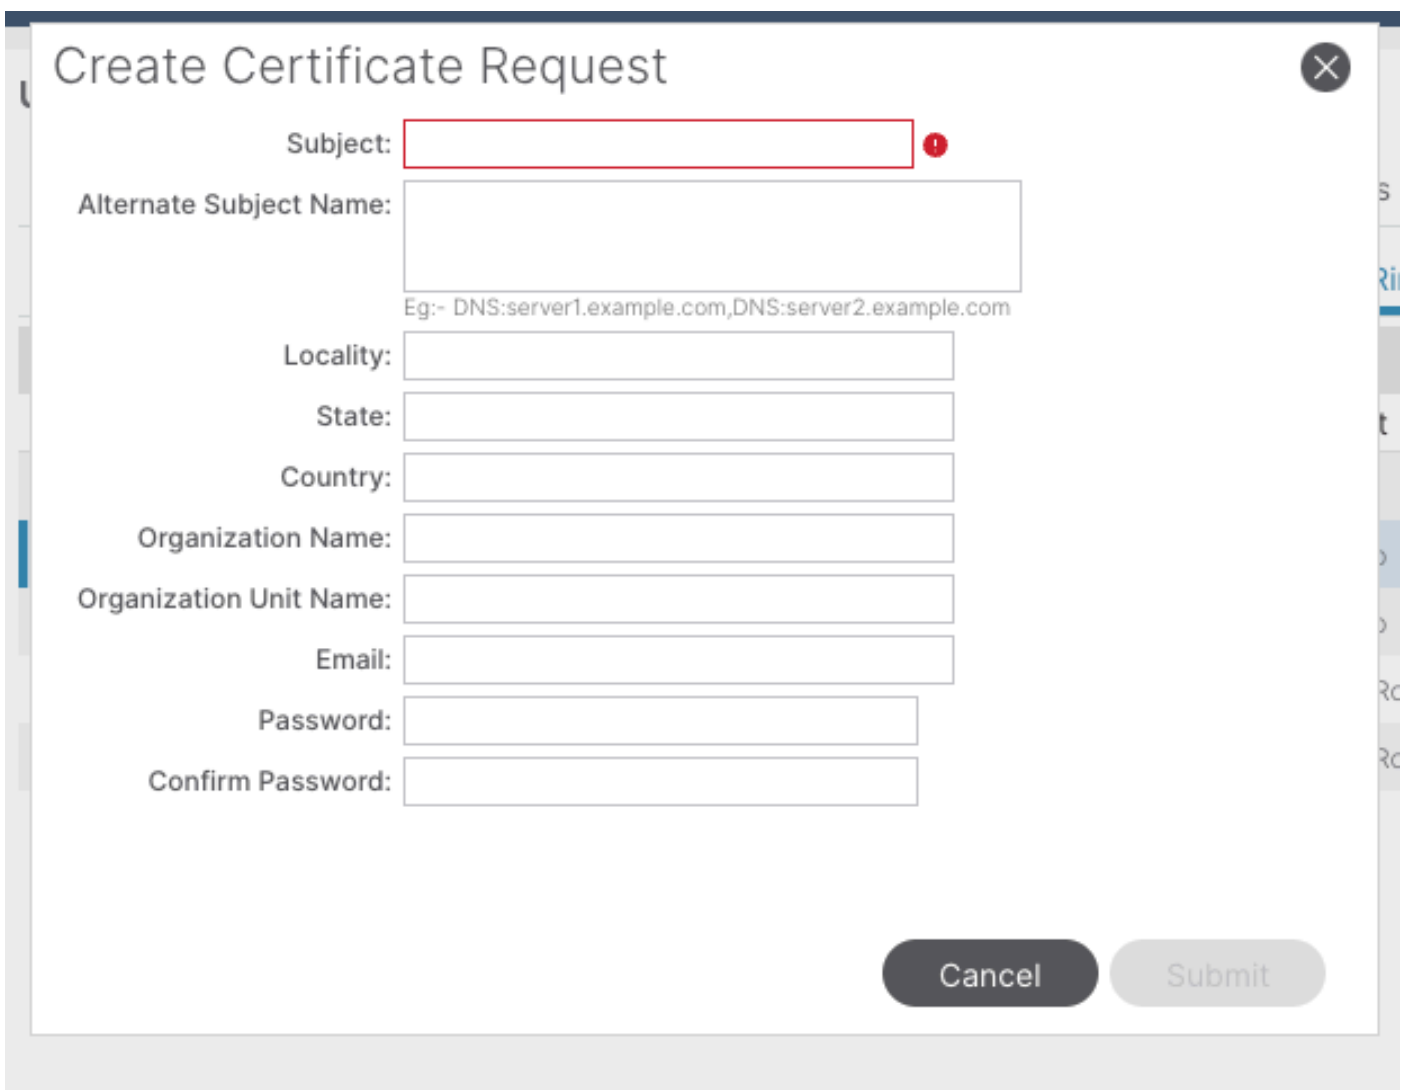 Create Certificate Request
Subject:
Alternate Subject Name:
Eg:- DNS:server1.example.com,DNS:server2.example.com
Locality:
State:
Country:
Organization Name:
Organization Unit Name:
Email:
Password:
Confirm Password:
Cancel Submit